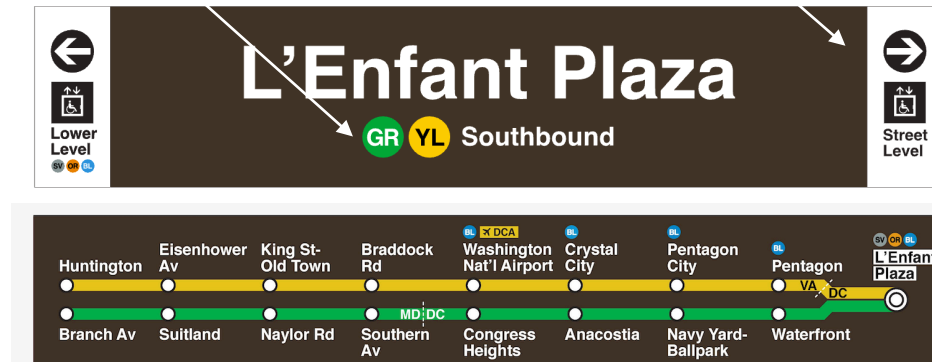 L'Enfant Plaza
GR YL Southbound
Lower
Level
SV OR BL
Street
Level
BL DCA
BL
BL
BL
SV OR BL
Huntington
Eisenhower
Av
King St-
Old Town
Braddock
Rd
Washington
Nat'l Airport
Crystal
City
Pentagon
City
Pentagon
L'Enfant
Plaza
VA
DC
MD DC
Branch Av
Suitland
Naylor Rd
Southern
Av
Congress
Heights
Anacostia
Navy Yard-
Ballpark
Waterfront